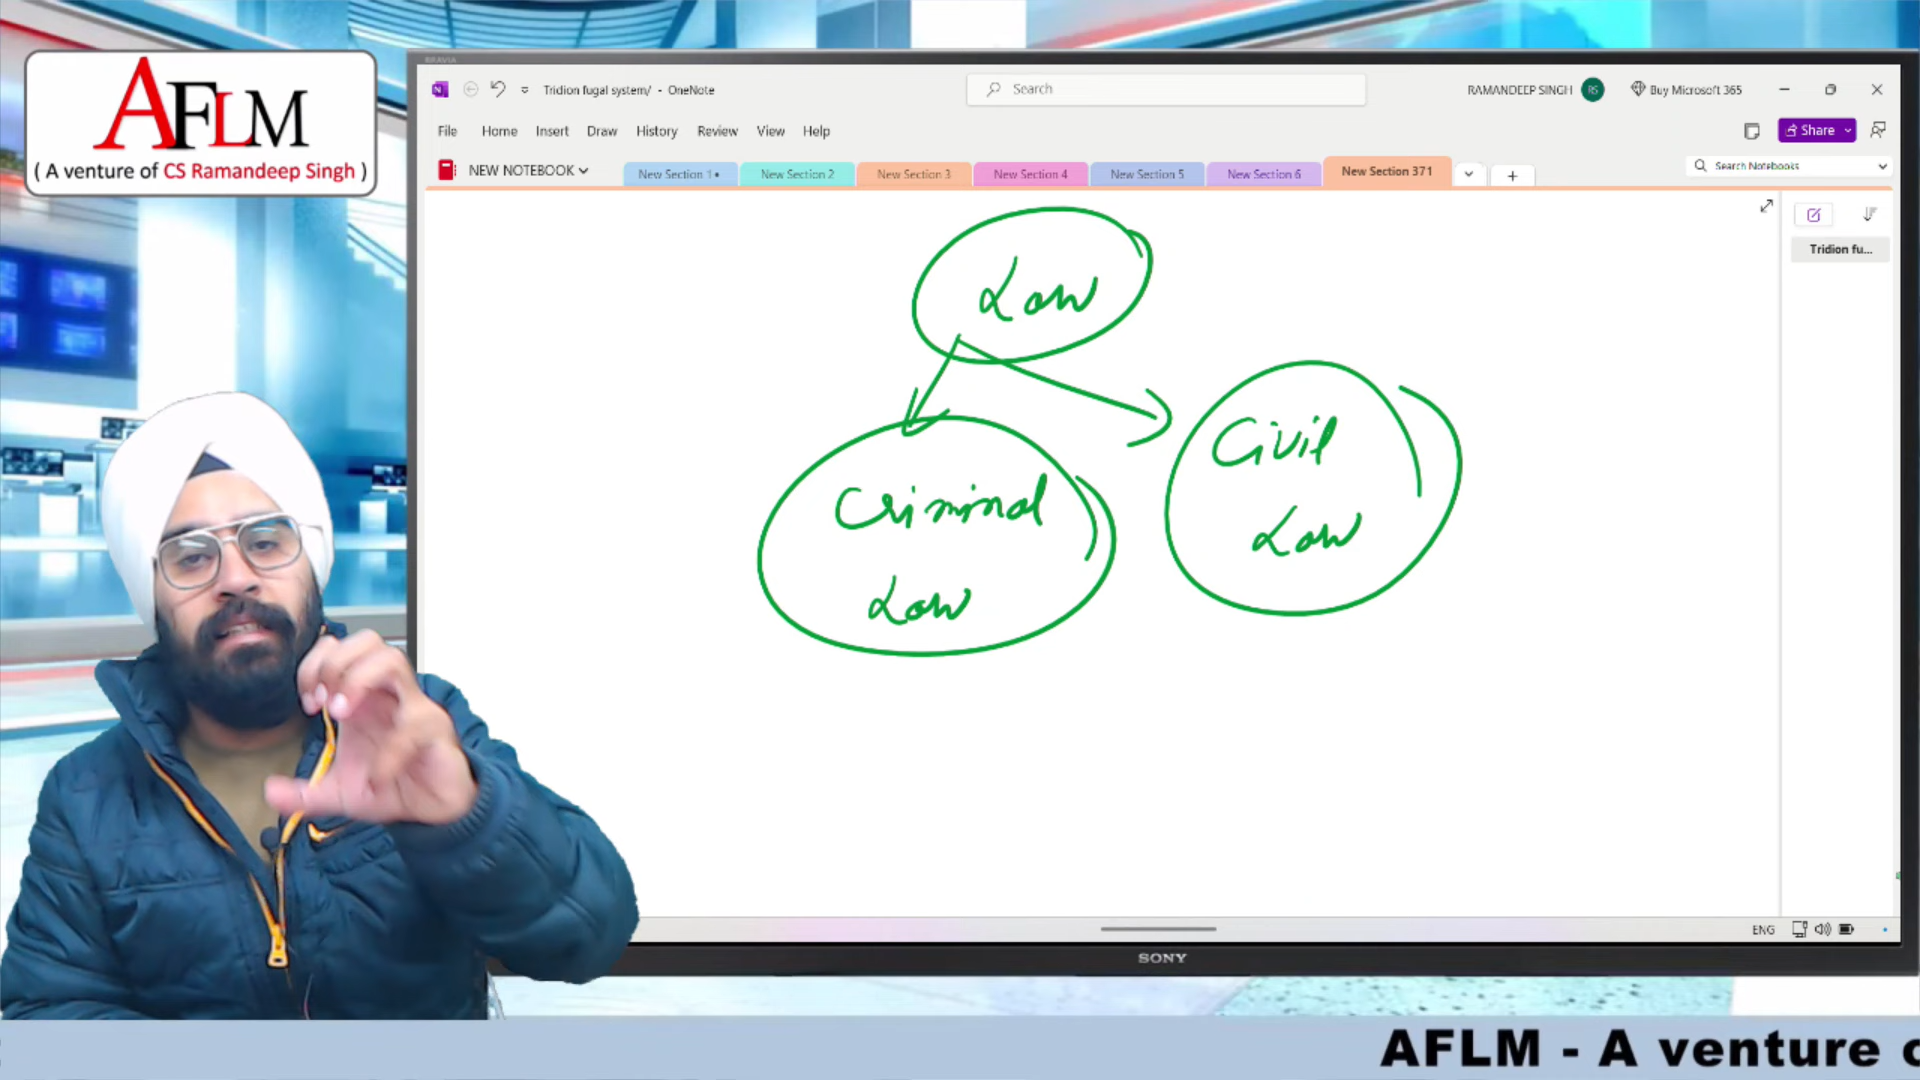 AFLM
( A venture of CS Ramandeep Singh )
BRAVIA
Tridion fugal system/ - OneNote
Search
RAMANDEEP SINGH
RS
Buy Microsoft 365
File Home Insert Draw History Review View Help
Share
NEW NOTEBOOK
New Section 1
New Section 2
New Section 3
New Section 4
New Section 5
New Section 6
New Section 371
Search Notebooks
Tridion fu...
Law
Criminal
Law
Civil
Law
ENG
SONY
AFLM - A venture